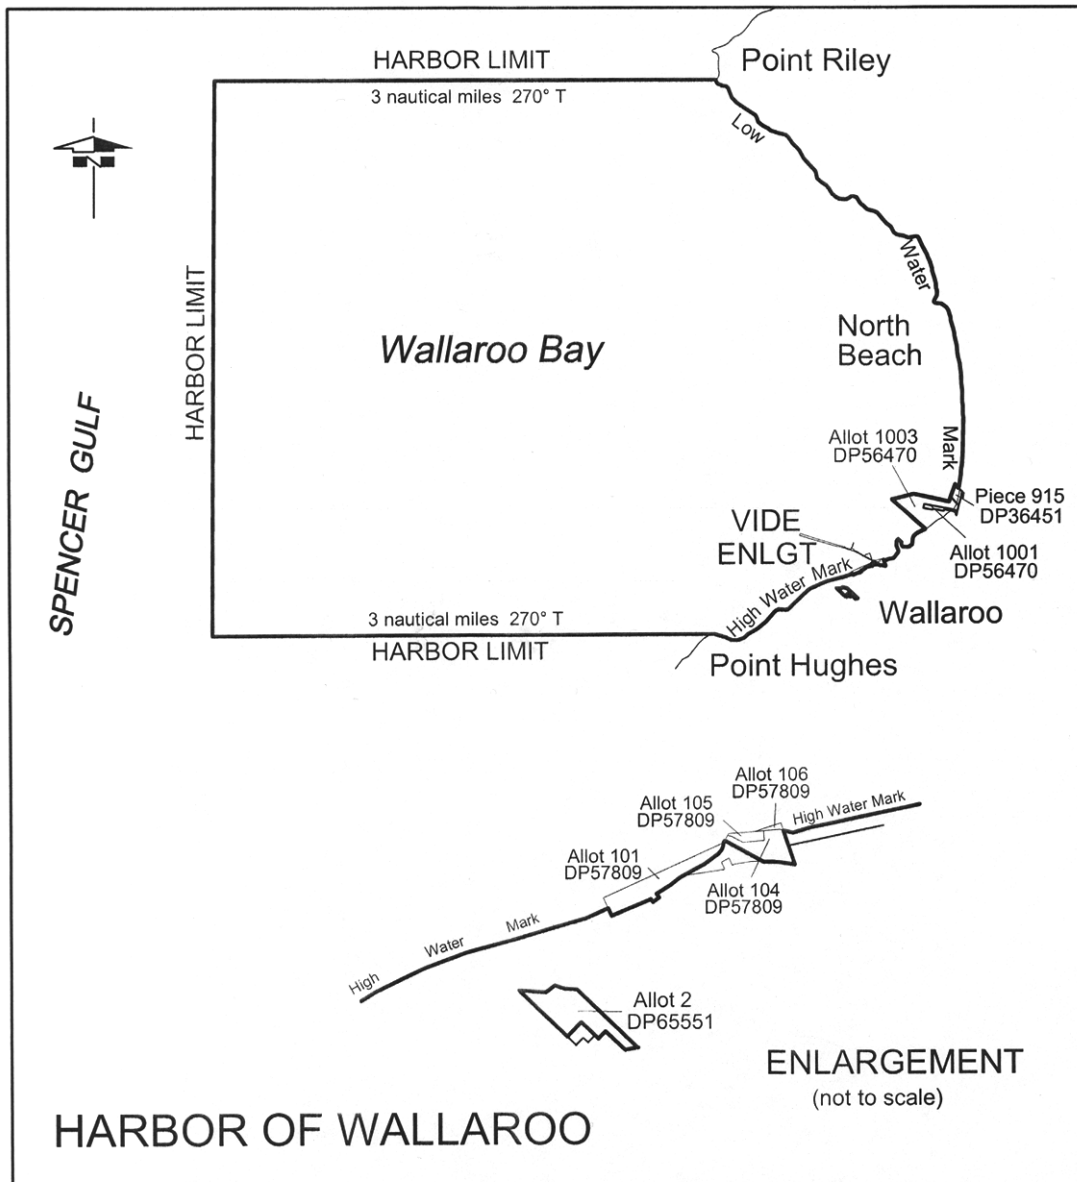 HARBOR LIMIT
Point Riley
3 nautical miles 270° T
Low
N
Water
HARBOR LIMIT
Wallaroo Bay
North
Beach
SPENCER GULF
Allot 1003
DP56470
Mark
Piece 915
DP36451
VIDE
ENLGT
Allot 1001
DP56470
High Water Mark
Wallaroo
3 nautical miles 270° T
HARBOR LIMIT
Point Hughes
Allot 106
DP57809
Allot 105
DP57809
High Water Mark
Allot 101
DP57809
Allot 104
DP57809
High Water Mark
Allot 2
DP65551
ENLARGEMENT
(not to scale)
HARBOR OF WALLAROO